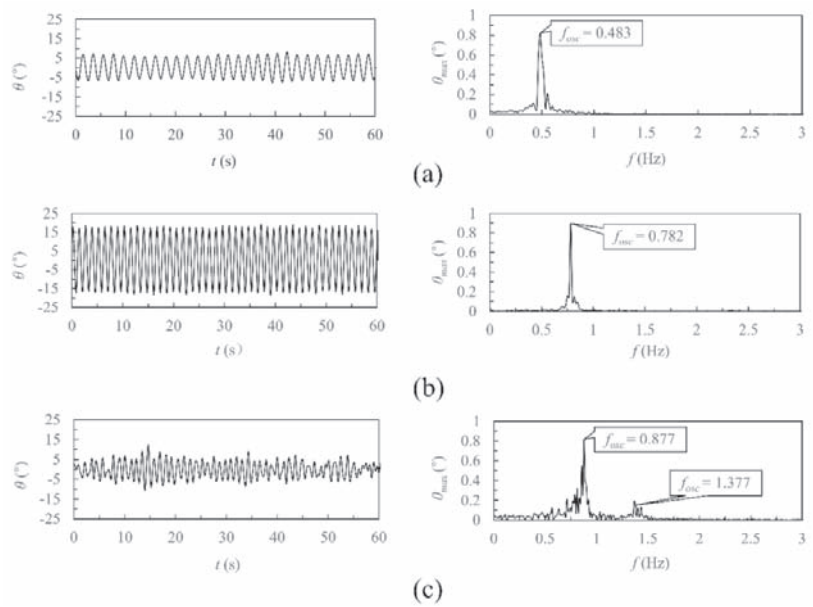 25
15
5
-5
-15
-25
θ (°)
0 10 20 30 40 50 60
t (s)
1
0.8
0.6
0.4
0.2
0
θmax (°)
fosc = 0.483
0 0.5 1 1.5 2 2.5 3
f (Hz)
(a)
25
15
5
-5
-15
-25
θ (°)
0 10 20 30 40 50 60
t (s)
1
0.8
0.6
0.4
0.2
0
θmax (°)
fosc = 0.782
0 0.5 1 1.5 2 2.5 3
f (Hz)
(b)
25
15
5
-5
-15
-25
θ (°)
0 10 20 30 40 50 60
t (s)
1
0.8
0.6
0.4
0.2
0
θmax (°)
fosc = 0.877
fosc = 1.377
0 0.5 1 1.5 2 2.5 3
f (Hz)
(c)